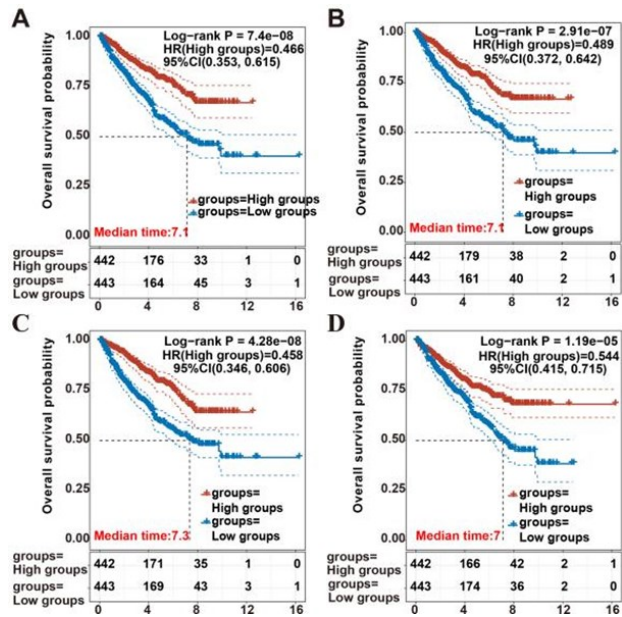 A
Log-rank P = 7.4e-08
HR(High groups)=0.466
95%CI(0.353, 0.615)
Overall survival probability
1.00
0.75
0.50
0.25
0.00
groups=High groups
groups=Low groups
Median time:7.1
groups=
High groups
442 176 33 1 0
groups=
Low groups
443 164 45 3 1
0 4 8 12 16
B
Log-rank P = 2.91e-07
HR(High groups)=0.489
95%CI(0.372, 0.642)
Overall survival probability
1.00
0.75
0.50
0.25
0.00
groups=
High groups
groups=
Low groups
Median time:7.1
groups=
High groups
442 179 38 2 0
groups=
Low groups
443 161 40 2 1
0 4 8 12 16
C
Log-rank P = 4.28e-08
HR(High groups)=0.458
95%CI(0.346, 0.606)
Overall survival probability
1.00
0.75
0.50
0.25
0.00
groups=
High groups
groups=
Low groups
Median time:7.3
groups=
High groups
442 171 35 1 0
groups=
Low groups
443 169 43 3 1
0 4 8 12 16
D
Log-rank P = 1.19e-05
HR(High groups)=0.544
95%CI(0.415, 0.715)
Overall survival probability
1.00
0.75
0.50
0.25
0.00
groups=
High groups
groups=
Low groups
Median time:7
groups=
High groups
442 166 42 2 1
groups=
Low groups
443 174 36 2 0
0 4 8 12 16